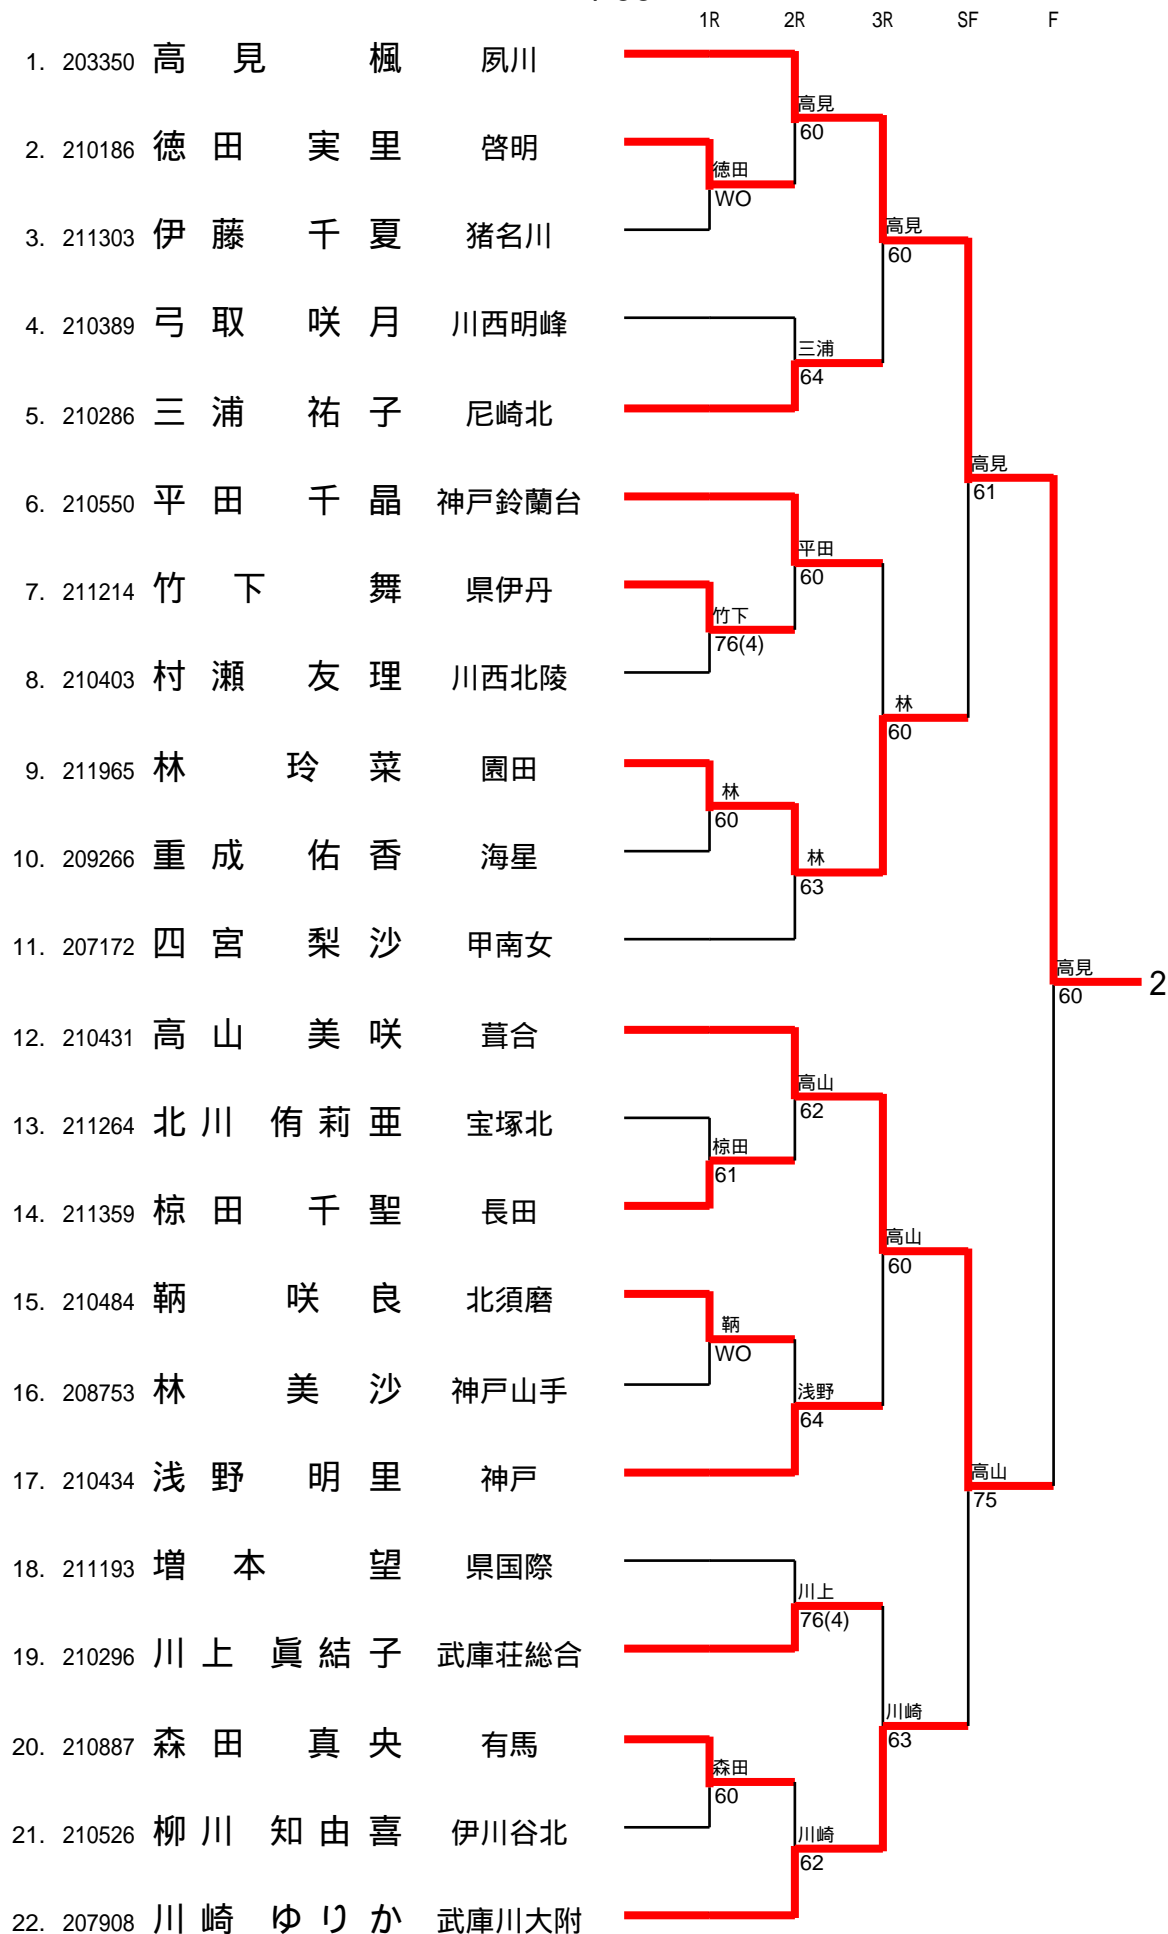 1R 2R 3R SF F
1. 203350 高見 楓 夙川
高見
60
2. 210186 徳田 実里 啓明
徳田
WO
3. 211303 伊藤 千夏 猪名川
高見
60
4. 210389 弓取 咲月 川西明峰
三浦
64
5. 210286 三浦 祐子 尼崎北
高見
61
6. 210550 平田 千晶 神戸鈴蘭台
平田
60
7. 211214 竹下 舞 県伊丹
竹下
76(4)
8. 210403 村瀬 友理 川西北陵
林
60
9. 211965 林 玲菜 園田
林
60
10. 209266 重成 佑香 海星
林
63
11. 207172 四宮 梨沙 甲南女
高見
60
2
12. 210431 高山 美咲 葺合
高山
62
13. 211264 北川 侑莉亜 宝塚北
椋田
61
14. 211359 椋田 千聖 長田
高山
60
15. 210484 鞆 咲良 北須磨
鞆
WO
16. 208753 林 美沙 神戸山手
浅野
64
17. 210434 浅野 明里 神戸
高山
75
18. 211193 増本 望 県国際
川上
76(4)
19. 210296 川上 眞結子 武庫荘総合
川崎
63
20. 210887 森田 真央 有馬
森田
60
21. 210526 柳川 知由喜 伊川谷北
川崎
62
22. 207908 川崎 ゆりか 武庫川大附